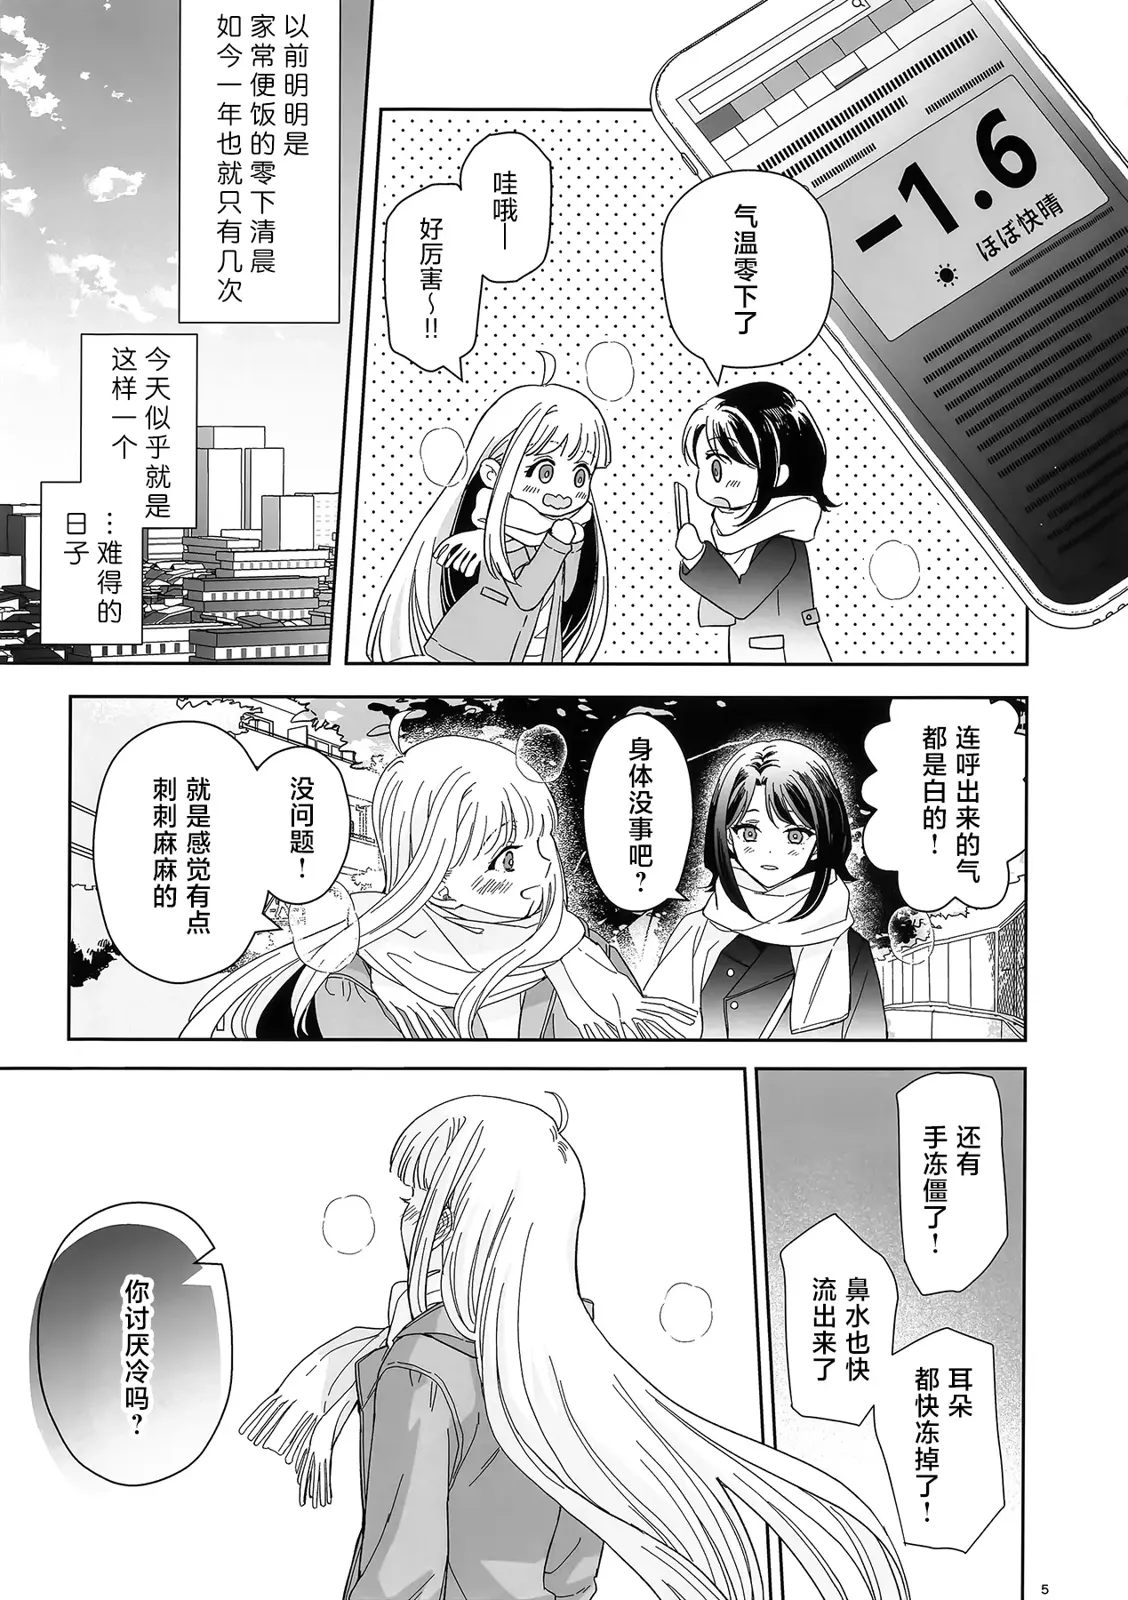 -1.6
ほぼ快晴
气温零下了
哇哦—
好厉害～!!
以前明明是
家常便饭的零下清晨
如今一年也就只有几次
今天似乎就是
这样一个
…难得的
日子
连呼出来的气
都是白的！
身体没事吧？
没问题！
就是感觉有点
刺刺麻麻的
还有
手冻僵了！
鼻水也快
流出来了
耳朵
都快冻掉了！
你讨厌冷吗？
5